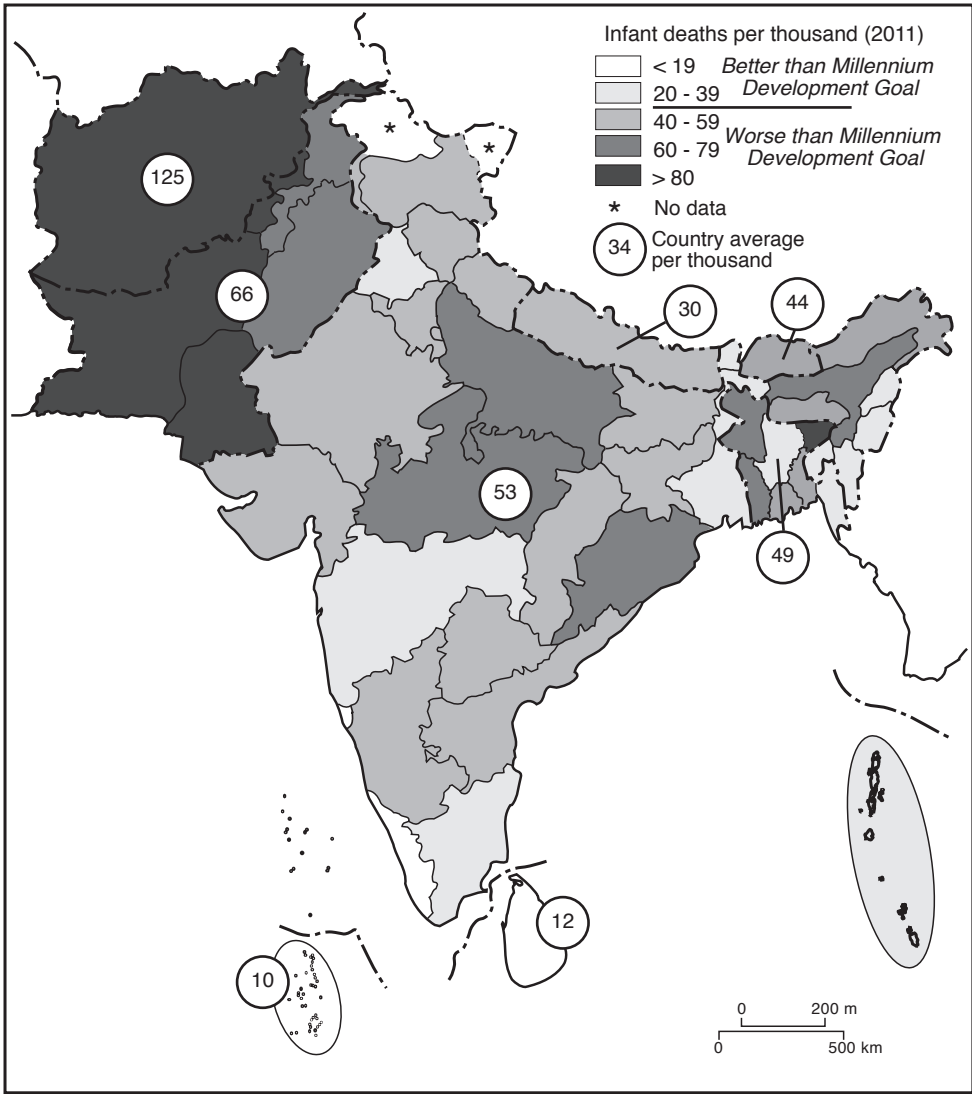 Infant deaths per thousand (2011)
< 19 Better than Millennium
20 - 39 Development Goal
40 - 59
60 - 79 Worse than Millennium
Development Goal
> 80
* No data
34 Country average
per thousand
*
*
125
66
30
44
53
49
12
10
0 200 m
0 500 km